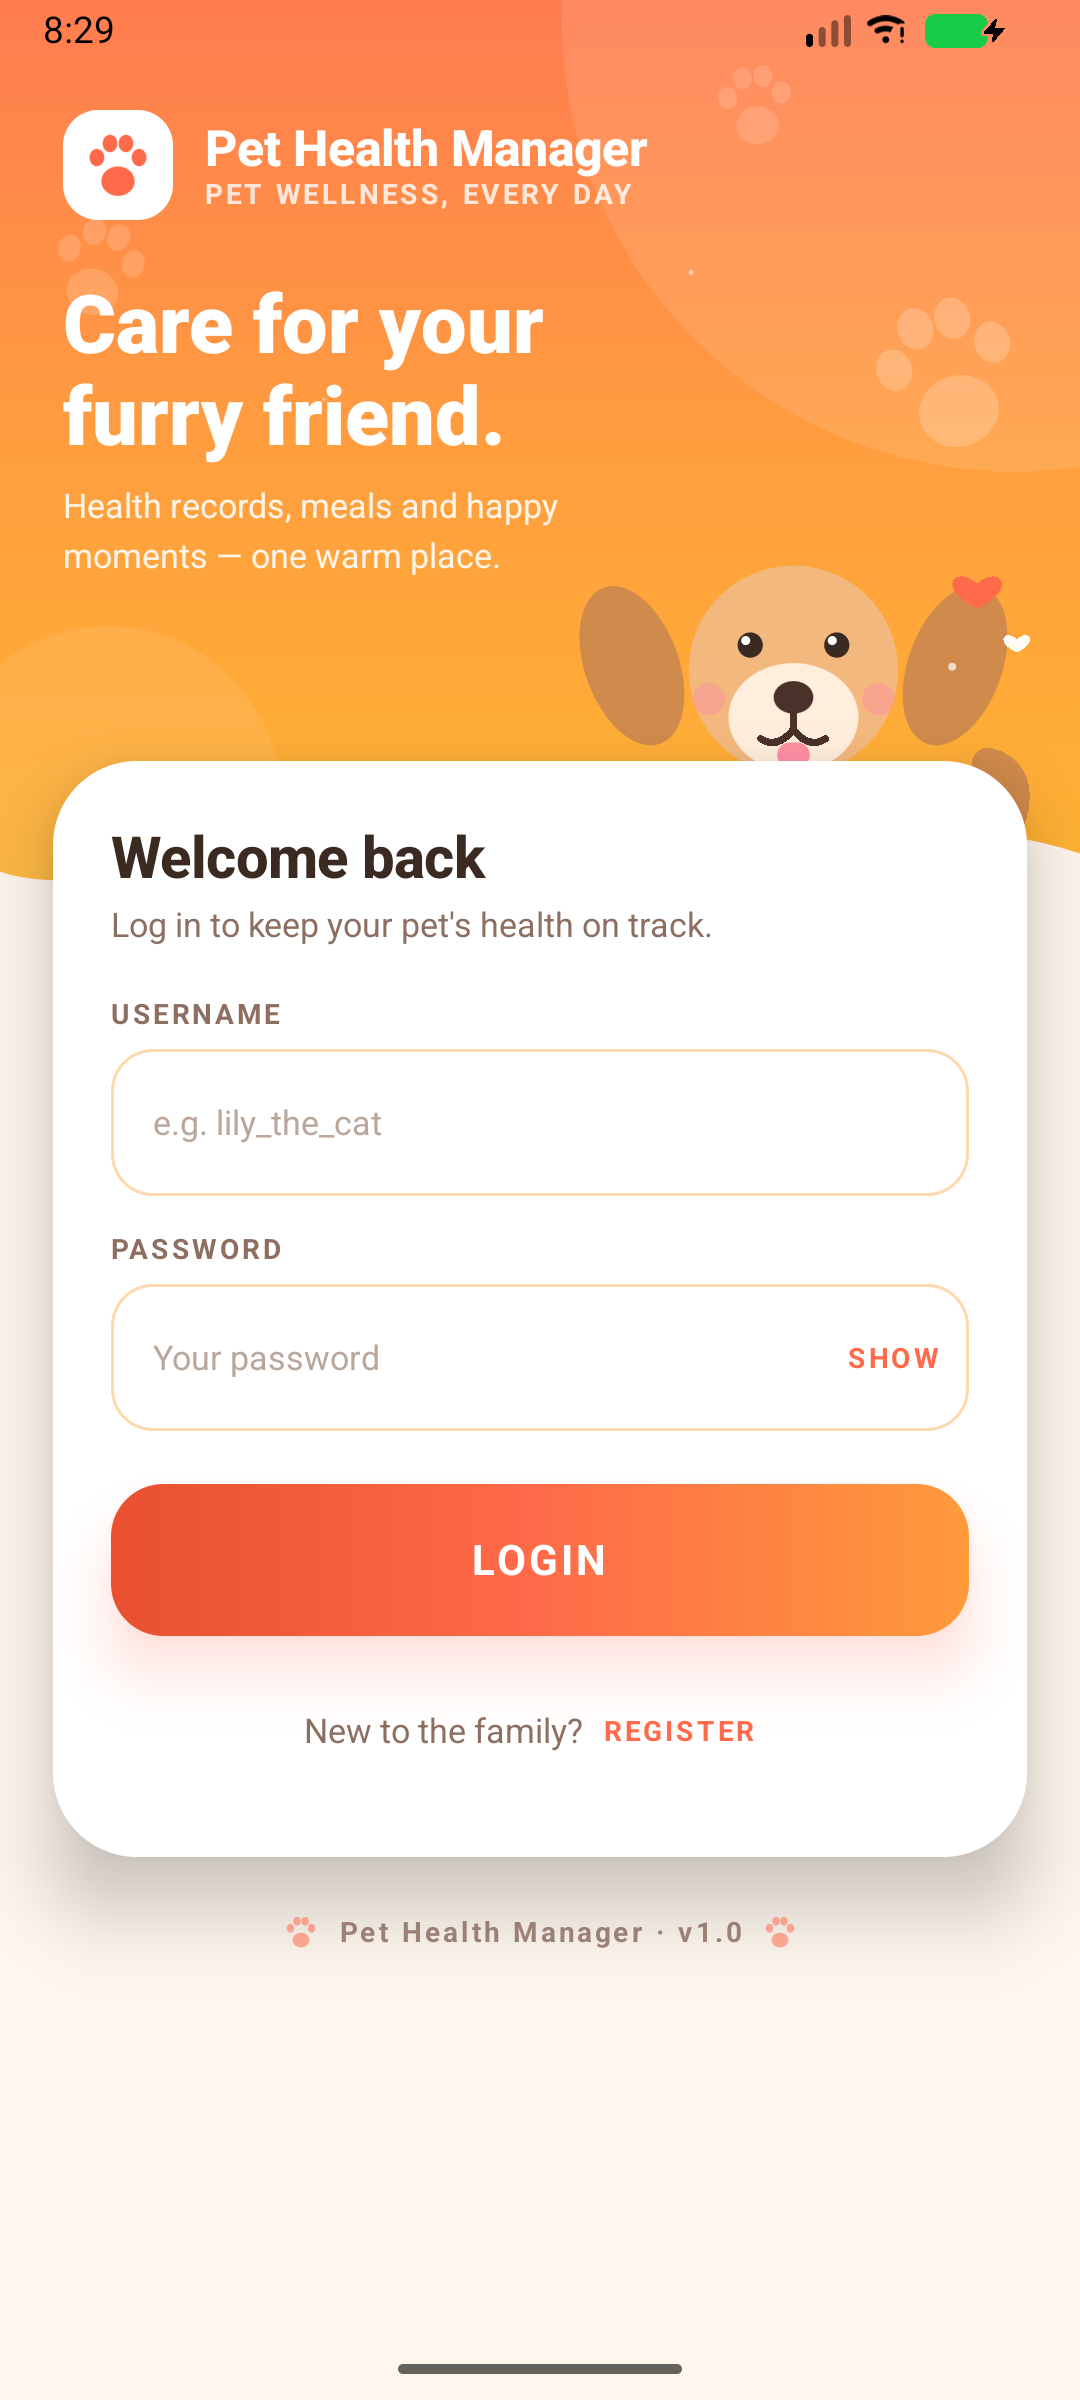 8:29
Pet Health Manager
PET WELLNESS, EVERY DAY
Care for your
furry friend.
Health records, meals and happy
moments — one warm place.
Welcome back
Log in to keep your pet's health on track.
USERNAME
e.g. lily_the_cat
PASSWORD
Your password
SHOW
LOGIN
New to the family? REGISTER
Pet Health Manager · v1.0